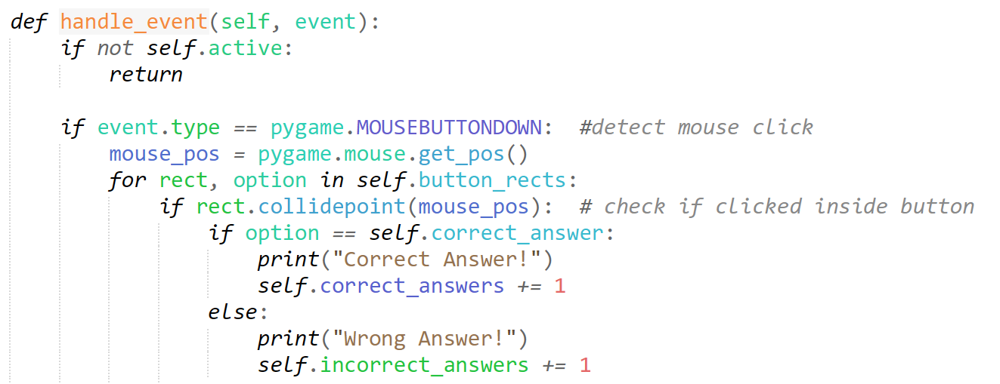 def handle_event(self, event):
    if not self.active:
        return

    if event.type == pygame.MOUSEBUTTONDOWN:  #detect mouse click
        mouse_pos = pygame.mouse.get_pos()
        for rect, option in self.button_rects:
            if rect.collidepoint(mouse_pos):  # check if clicked inside button
                if option == self.correct_answer:
                    print("Correct Answer!")
                    self.correct_answers += 1
                else:
                    print("Wrong Answer!")
                    self.incorrect_answers += 1